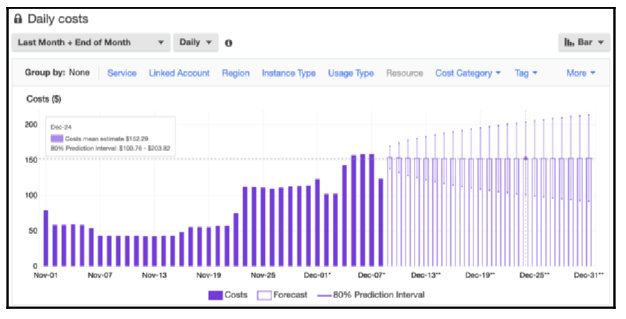 Daily costs
Last Month + End of Month Daily Bar
Group by: None Service Linked Account Region Instance Type Usage Type Resource Cost Category Tag More
Costs ($)
200
Dec-24
Costs mean estimate $152.29
80% Prediction Interval: $100.76 - $203.82
150
100
50
0
Nov-01 Nov-07 Nov-13 Nov-19 Nov-25 Dec-01* Dec-07* Dec-13** Dec-19** Dec-25** Dec-31**
Costs Forecast 80% Prediction Interval